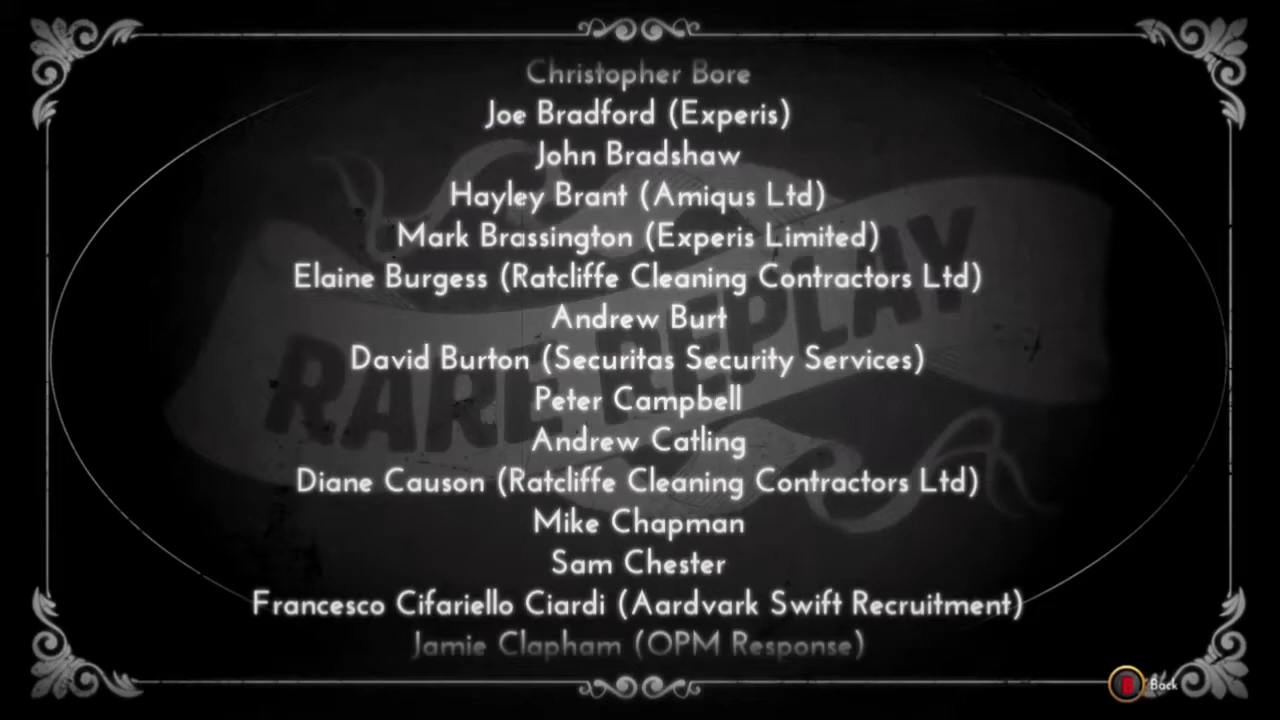 Christopher Bore
Joe Bradford (Experis)
John Bradshaw
Hayley Brant (Amiqus Ltd)
Mark Brassington (Experis Limited)
Elaine Burgess (Ratcliffe Cleaning Contractors Ltd)
Andrew Burt
David Burton (Securitas Security Services)
Peter Campbell
Andrew Catling
Diane Causon (Ratcliffe Cleaning Contractors Ltd)
Mike Chapman
Sam Chester
Francesco Cifariello Ciardi (Aardvark Swift Recruitment)
Jamie Clapham (OPM Response)
RARE REPLAY
B Back